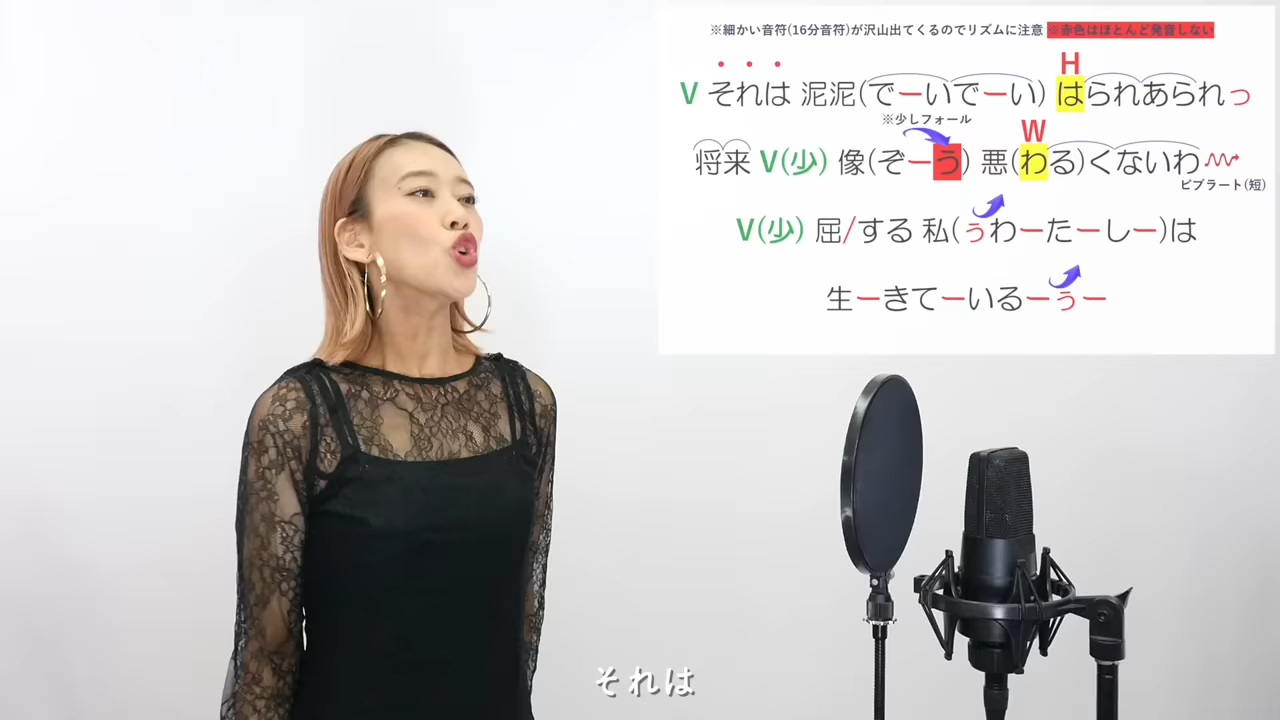 ※細かい音符(16分音符)が沢山出てくるのでリズムに注意 ※赤色はほとんど発音しない
H
V それは 泥泥(でーいでーい) はられあられっ
※少しフォール
W
将来 V(少) 像(ぞーう) 悪(わる)くないわ
ビブラート(短)
V(少) 屈/する 私(ぅわーたーしー)は
生ーきてーいるーぅー
それは